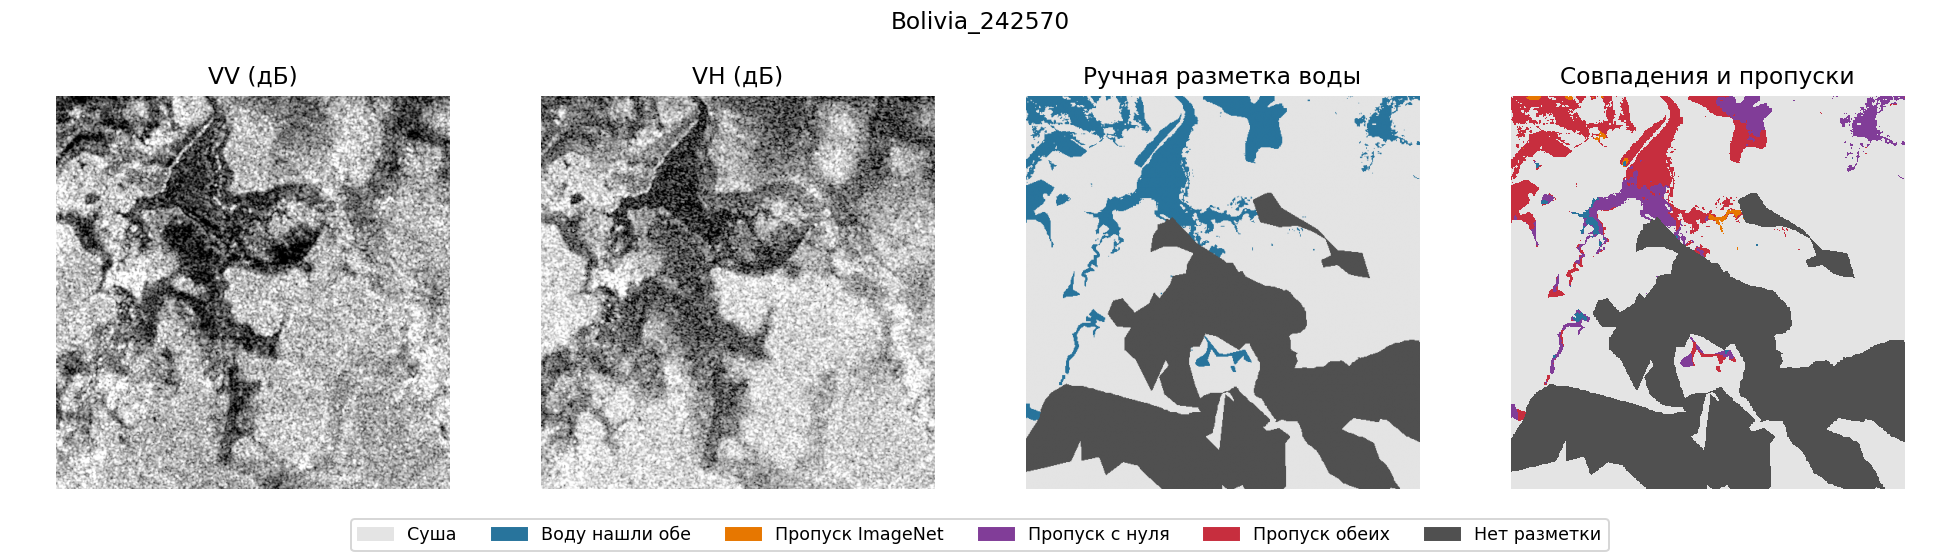 Bolivia_242570
VV (дБ)
VH (дБ)
Ручная разметка воды
Совпадения и пропуски
Суша
Воду нашли обе
Пропуск ImageNet
Пропуск с нуля
Пропуск обеих
Нет разметки